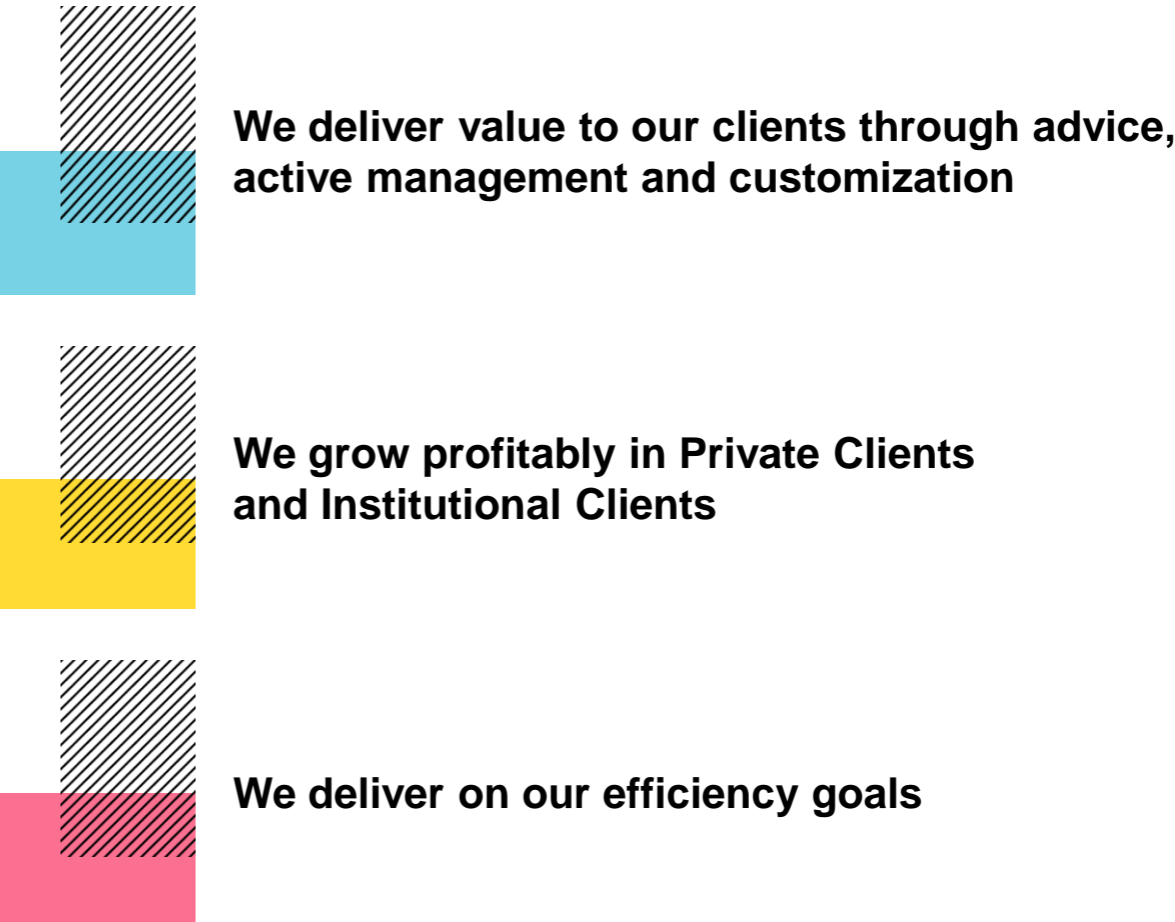 We deliver value to our clients through advice,
active management and customization
We grow profitably in Private Clients
and Institutional Clients
We deliver on our efficiency goals